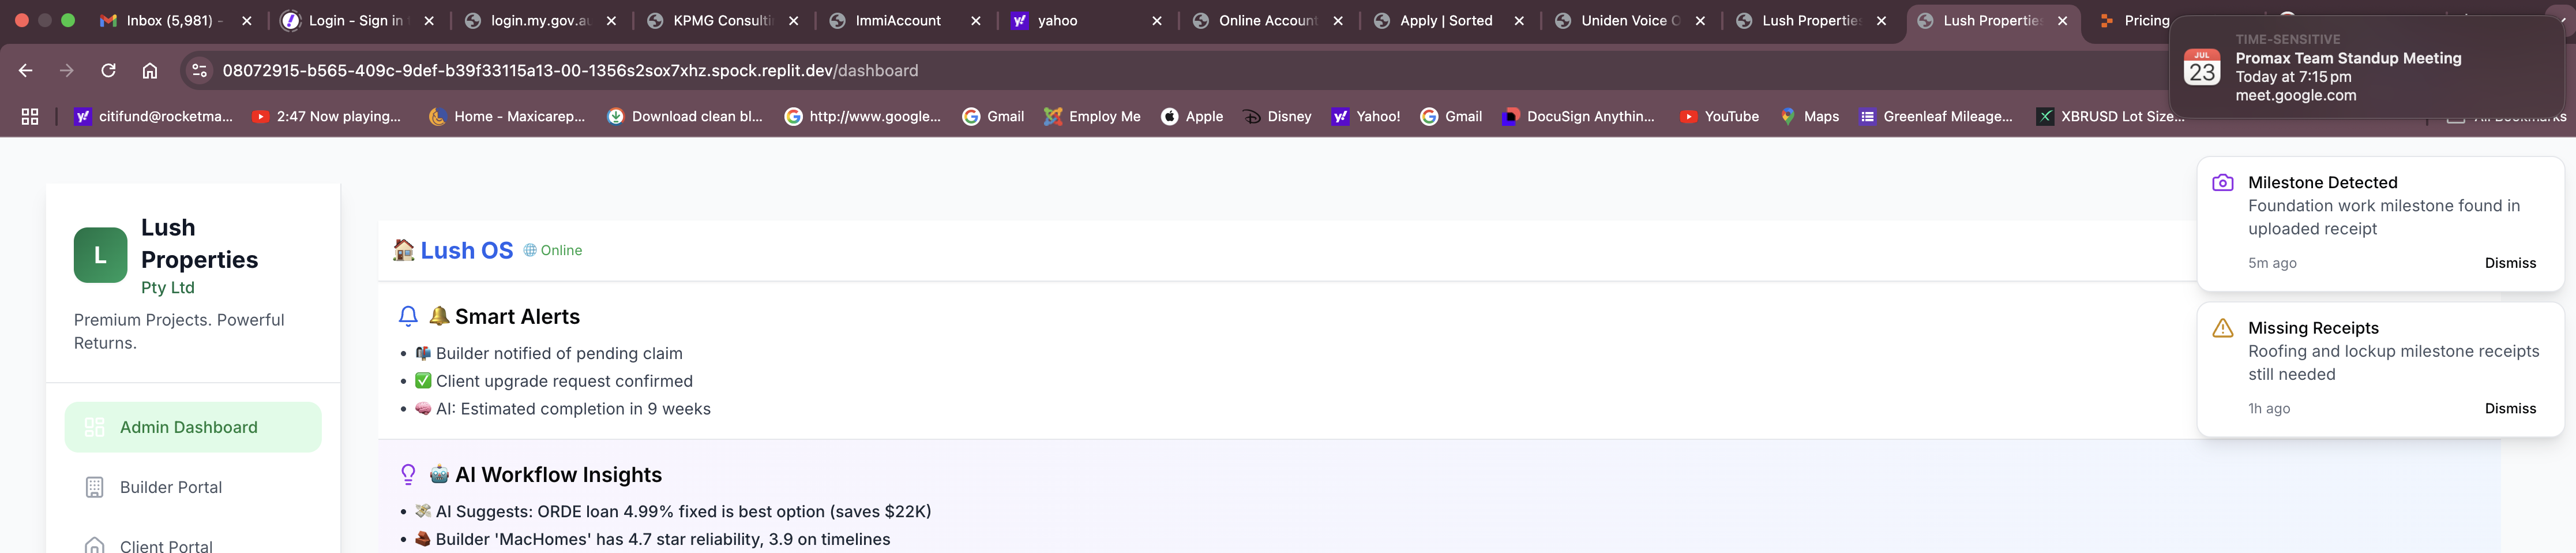 Inbox (5,981) -
Login - Sign in
login.my.gov.au
KPMG Consulti
ImmiAccount
yahoo
Online Account
Apply | Sorted
Uniden Voice
Lush Propertie
Lush Propertie
Pricing
08072915-b565-409c-9def-b39f33115a13-00-1356s2sox7xhz.spock.replit.dev/dashboard
TIME-SENSITIVE
JUL
23
Promax Team Standup Meeting
Today at 7:15 pm
meet.google.com
citifund@rocketma...
2:47 Now playing...
Home - Maxicarep...
Download clean bl...
http://www.google...
Gmail
Employ Me
Apple
Disney
Yahoo!
Gmail
DocuSign Anythin...
YouTube
Maps
Greenleaf Mileage...
XBRUSD Lot Size...
All Bookmarks
L
Lush
Properties
Pty Ltd
Premium Projects. Powerful
Returns.
Admin Dashboard
Builder Portal
Client Portal
Lush OS
Online
Smart Alerts
• Builder notified of pending claim
• Client upgrade request confirmed
• AI: Estimated completion in 9 weeks
AI Workflow Insights
• AI Suggests: ORDE loan 4.99% fixed is best option (saves $22K)
• Builder 'MacHomes' has 4.7 star reliability, 3.9 on timelines
Milestone Detected
Foundation work milestone found in
uploaded receipt
5m ago
Dismiss
Missing Receipts
Roofing and lockup milestone receipts
still needed
1h ago
Dismiss